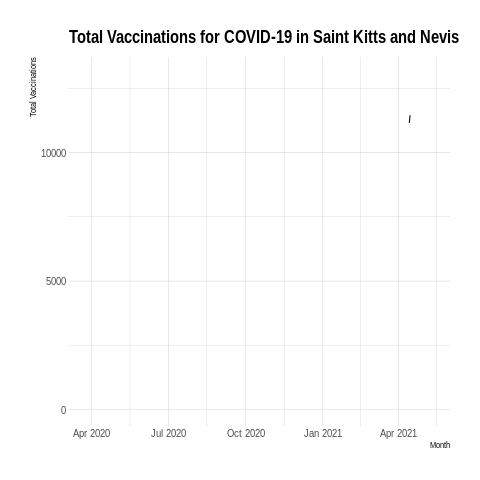 Total Vaccinations for COVID-19 in Saint Kitts and Nevis
Total Vaccinations
10000
5000
0
Apr 2020 Jul 2020 Oct 2020 Jan 2021 Apr 2021
Month